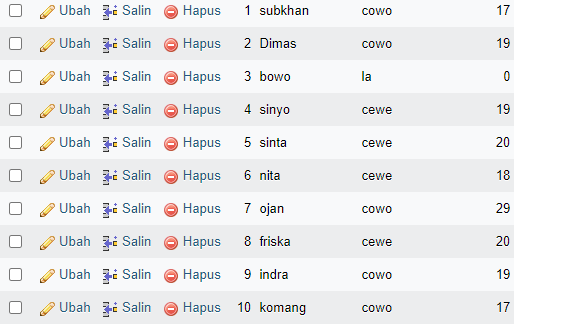 Ubah Salin Hapus 1 subkhan cowo 17
Ubah Salin Hapus 2 Dimas cowo 19
Ubah Salin Hapus 3 bowo la 0
Ubah Salin Hapus 4 sinyo cewe 19
Ubah Salin Hapus 5 sinta cewe 20
Ubah Salin Hapus 6 nita cewe 18
Ubah Salin Hapus 7 ojan cowo 29
Ubah Salin Hapus 8 friska cewe 20
Ubah Salin Hapus 9 indra cowo 19
Ubah Salin Hapus 10 komang cowo 17